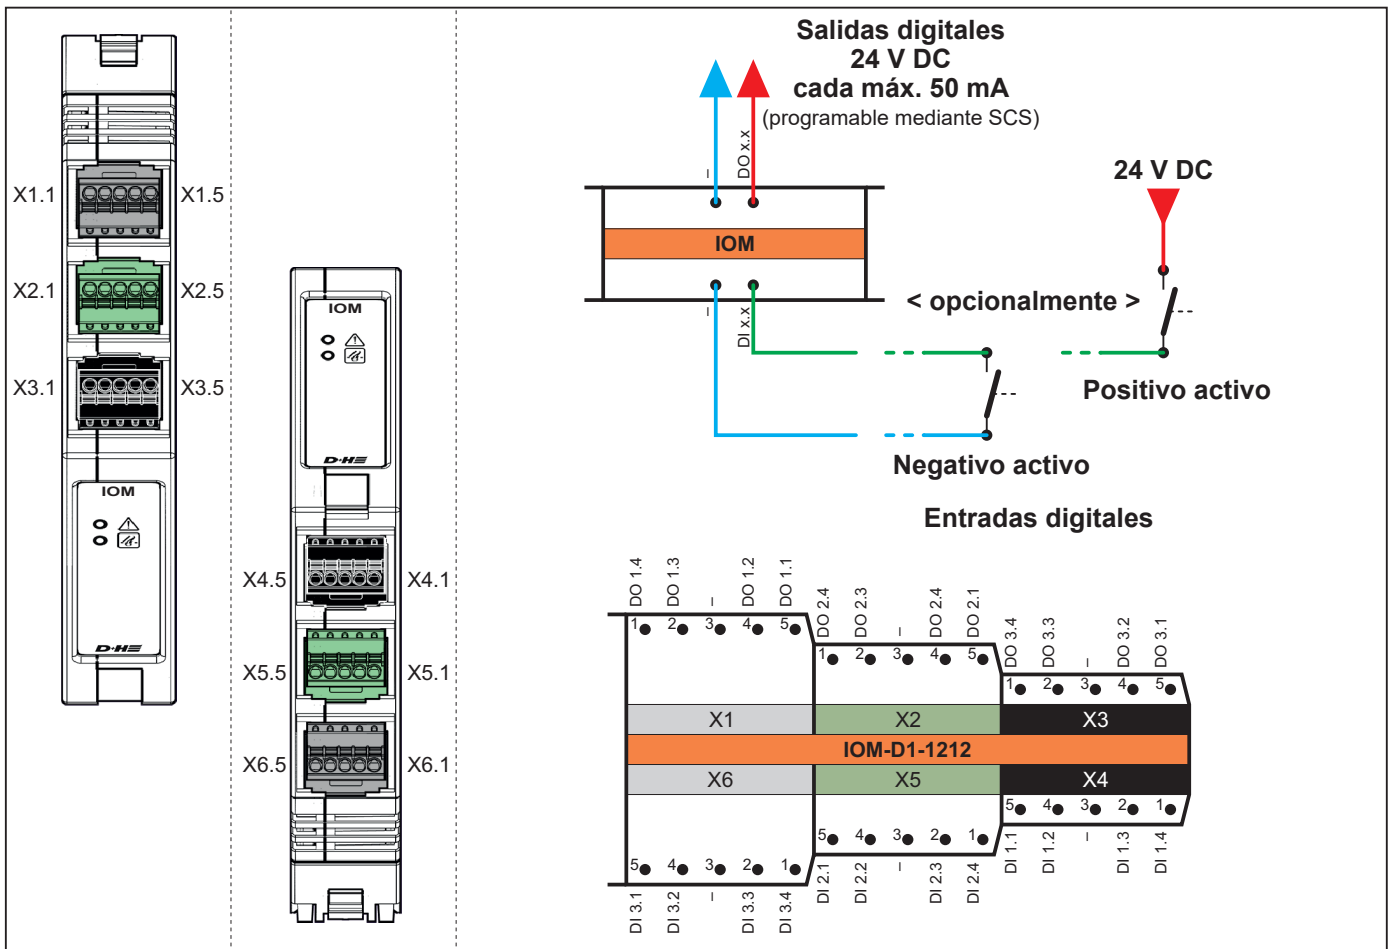 X1.1
X1.5
X2.1
X2.5
X3.1
X3.5
IOM
D+H
IOM
D+H
X4.5
X4.1
X5.5
X5.1
X6.5
X6.1
Salidas digitales
24 V DC
cada máx. 50 mA
(programable mediante SCS)
–
DO x.x
IOM
–
DI x.x
24 V DC
< opcionalmente >
Positivo activo
Negativo activo
Entradas digitales
DO 1.4
DO 1.3
–
DO 1.2
DO 1.1
DO 2.4
DO 2.3
–
DO 2.4
DO 2.1
DO 3.4
DO 3.3
–
DO 3.2
DO 3.1
1 2 3 4 5
1 2 3 4 5
1 2 3 4 5
X1 X2 X3
IOM-D1-1212
X6 X5 X4
5 4 3 2 1
5 4 3 2 1
5 4 3 2 1
DI 3.1
DI 3.2
–
DI 3.3
DI 3.4
DI 2.1
DI 2.2
–
DI 2.3
DI 2.4
DI 1.1
DI 1.2
–
DI 1.3
DI 1.4